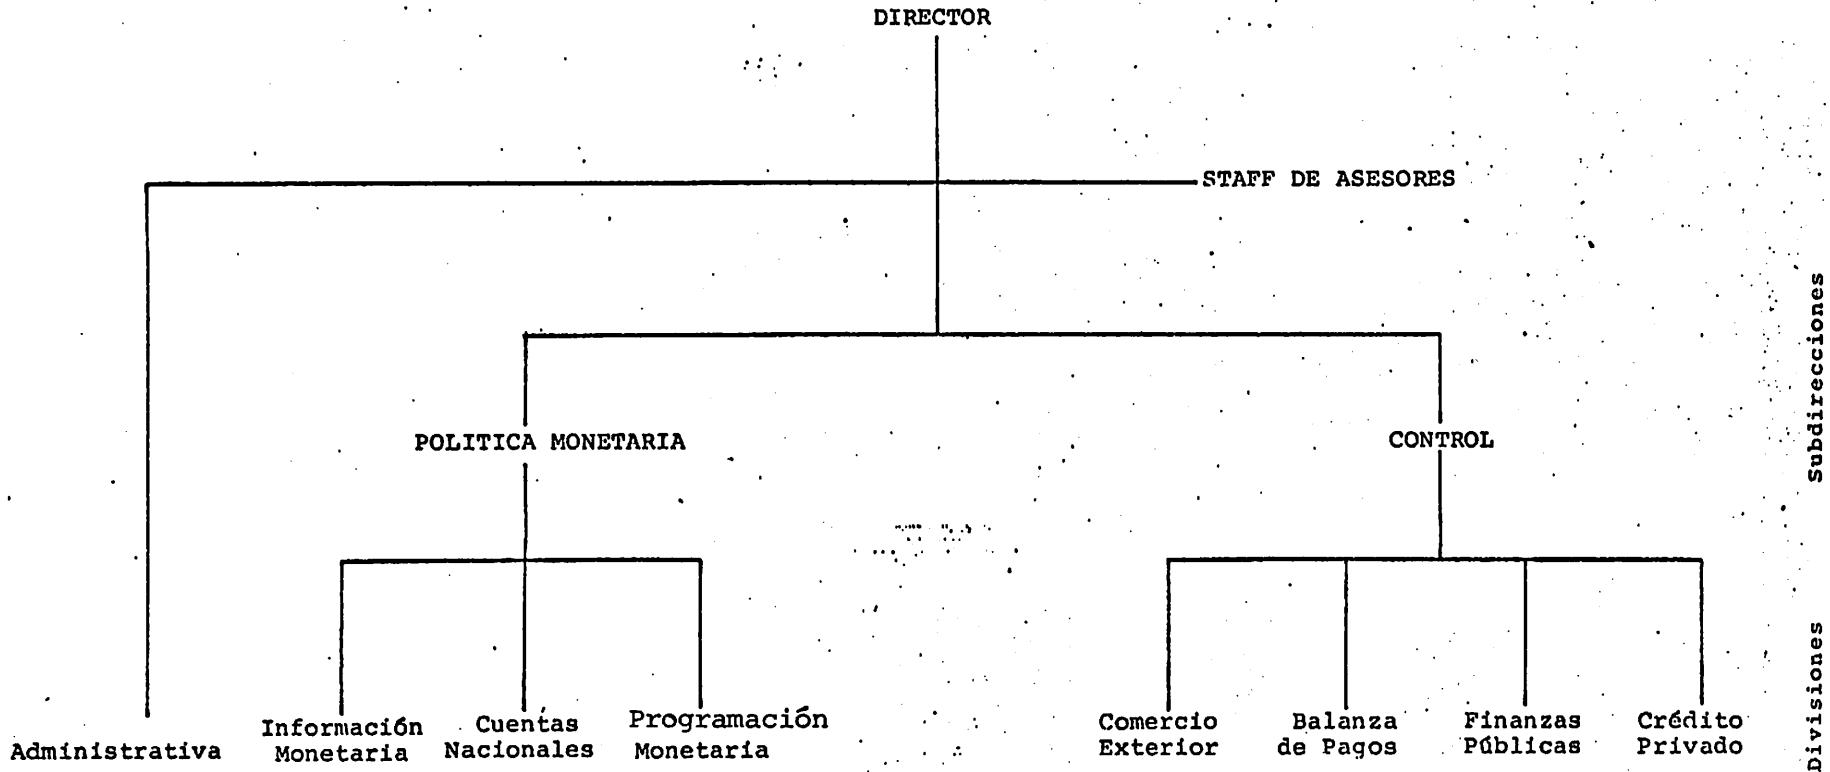 DIRECTOR
STAFF DE ASESORES
Subdirecciones
POLITICA MONETARIA
CONTROL
Divisiones
Administrativa
Información
Monetaria
Cuentas
Nacionales
Programación
Monetaria
Comercio
Exterior
Balanza
de Pagos
Finanzas
Públicas
Crédito
Privado